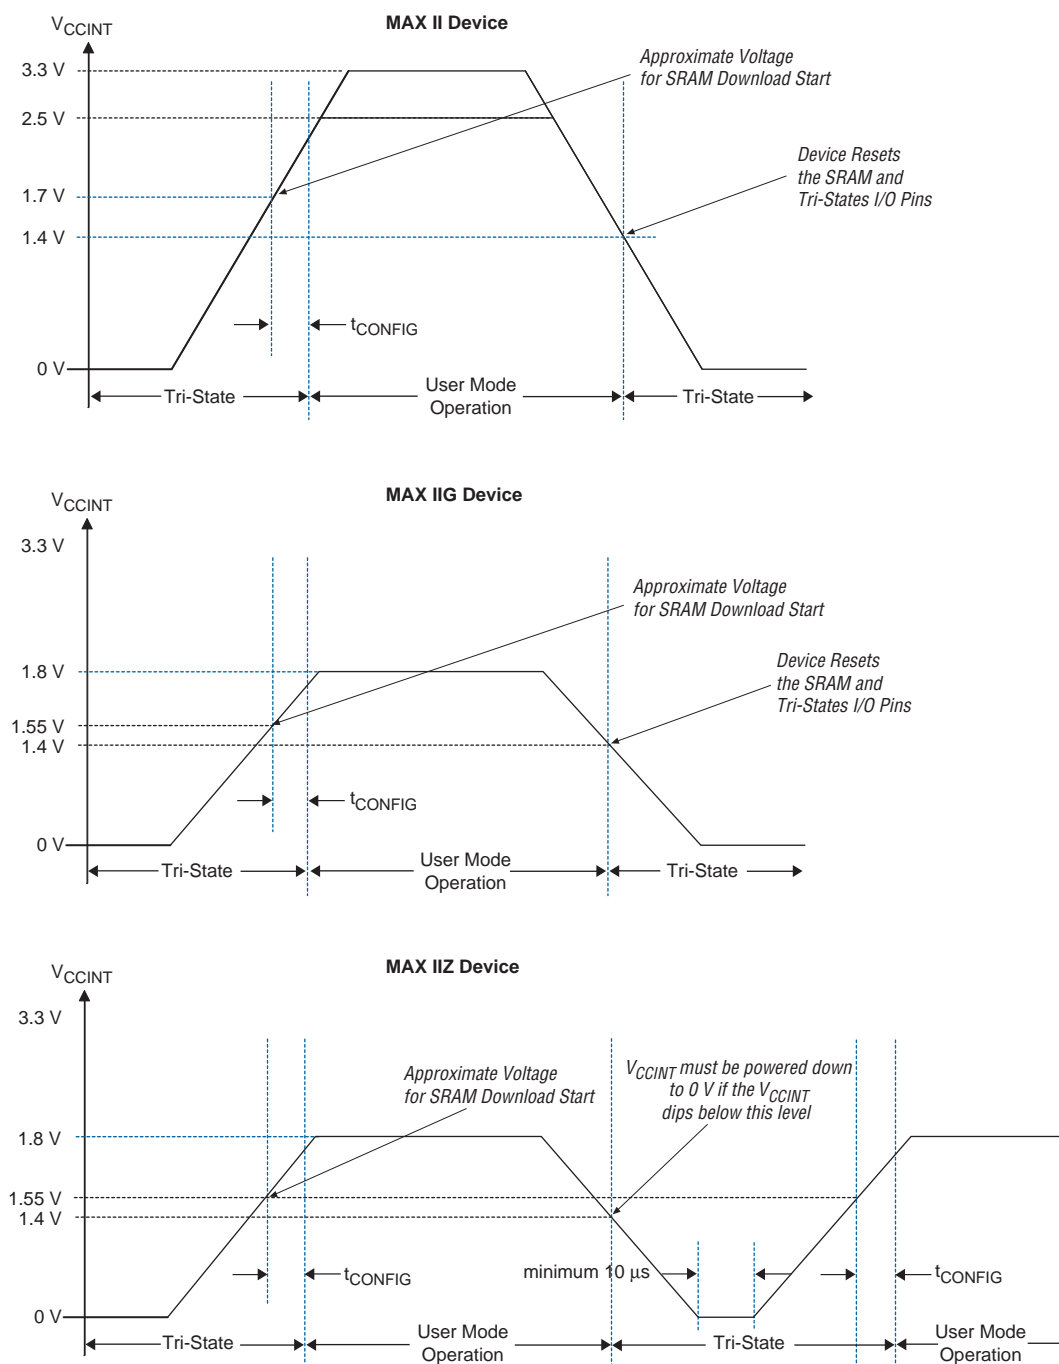 MAX II Device
VCCINT
3.3 V
2.5 V
1.7 V
1.4 V
0 V
Approximate Voltage
for SRAM Download Start
Device Resets
the SRAM and
Tri-States I/O Pins
tCONFIG
Tri-State
User Mode
Operation
Tri-State
MAX IIG Device
VCCINT
3.3 V
1.8 V
1.55 V
1.4 V
0 V
Approximate Voltage
for SRAM Download Start
Device Resets
the SRAM and
Tri-States I/O Pins
tCONFIG
Tri-State
User Mode
Operation
Tri-State
MAX IIZ Device
VCCINT
3.3 V
1.8 V
1.55 V
1.4 V
0 V
Approximate Voltage
for SRAM Download Start
VCCINT must be powered down
to 0 V if the VCCINT
dips below this level
tCONFIG
minimum 10 µs
tCONFIG
Tri-State
User Mode
Operation
Tri-State
User Mode
Operation